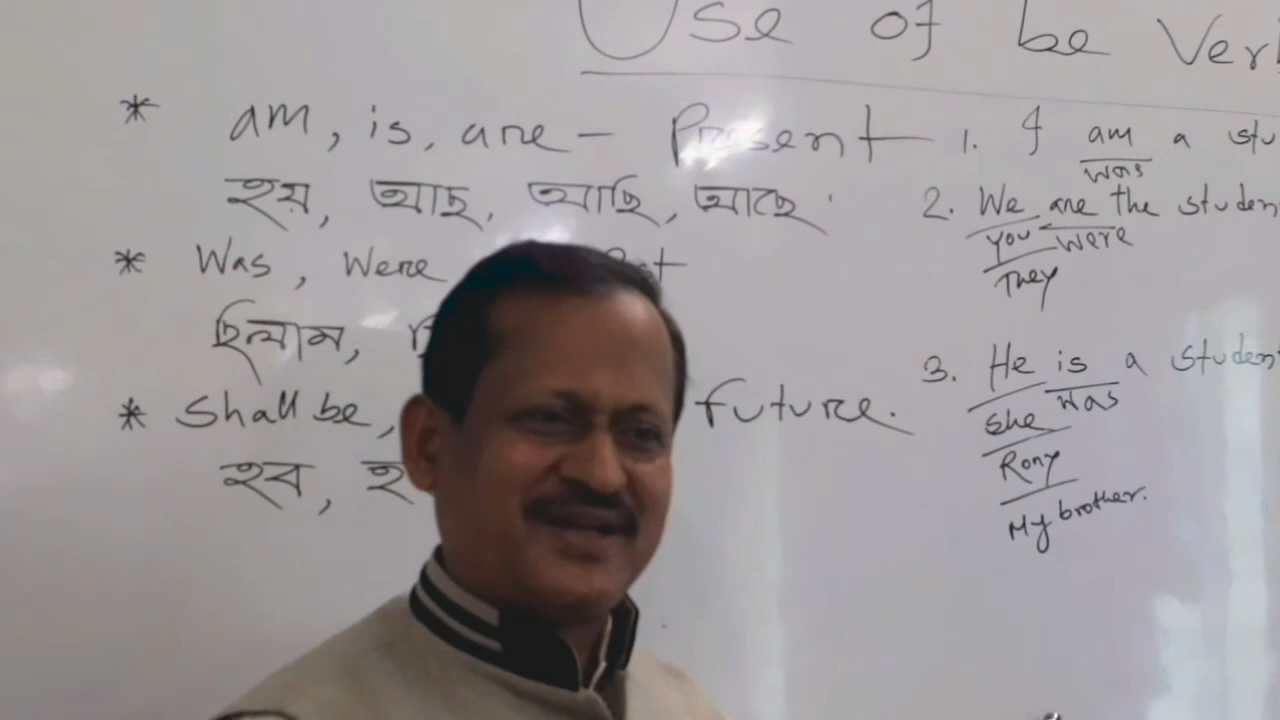 Use of be Verb
* am, is, are - Present
হয়, আছ, আছি, আছে.
* Was, Were
ছিলাম,
* Shall be, future.
হব,
1. I am a stu
was
2. We are the studen
you were
They
3. He is a studen
she was
Rony
My brother.